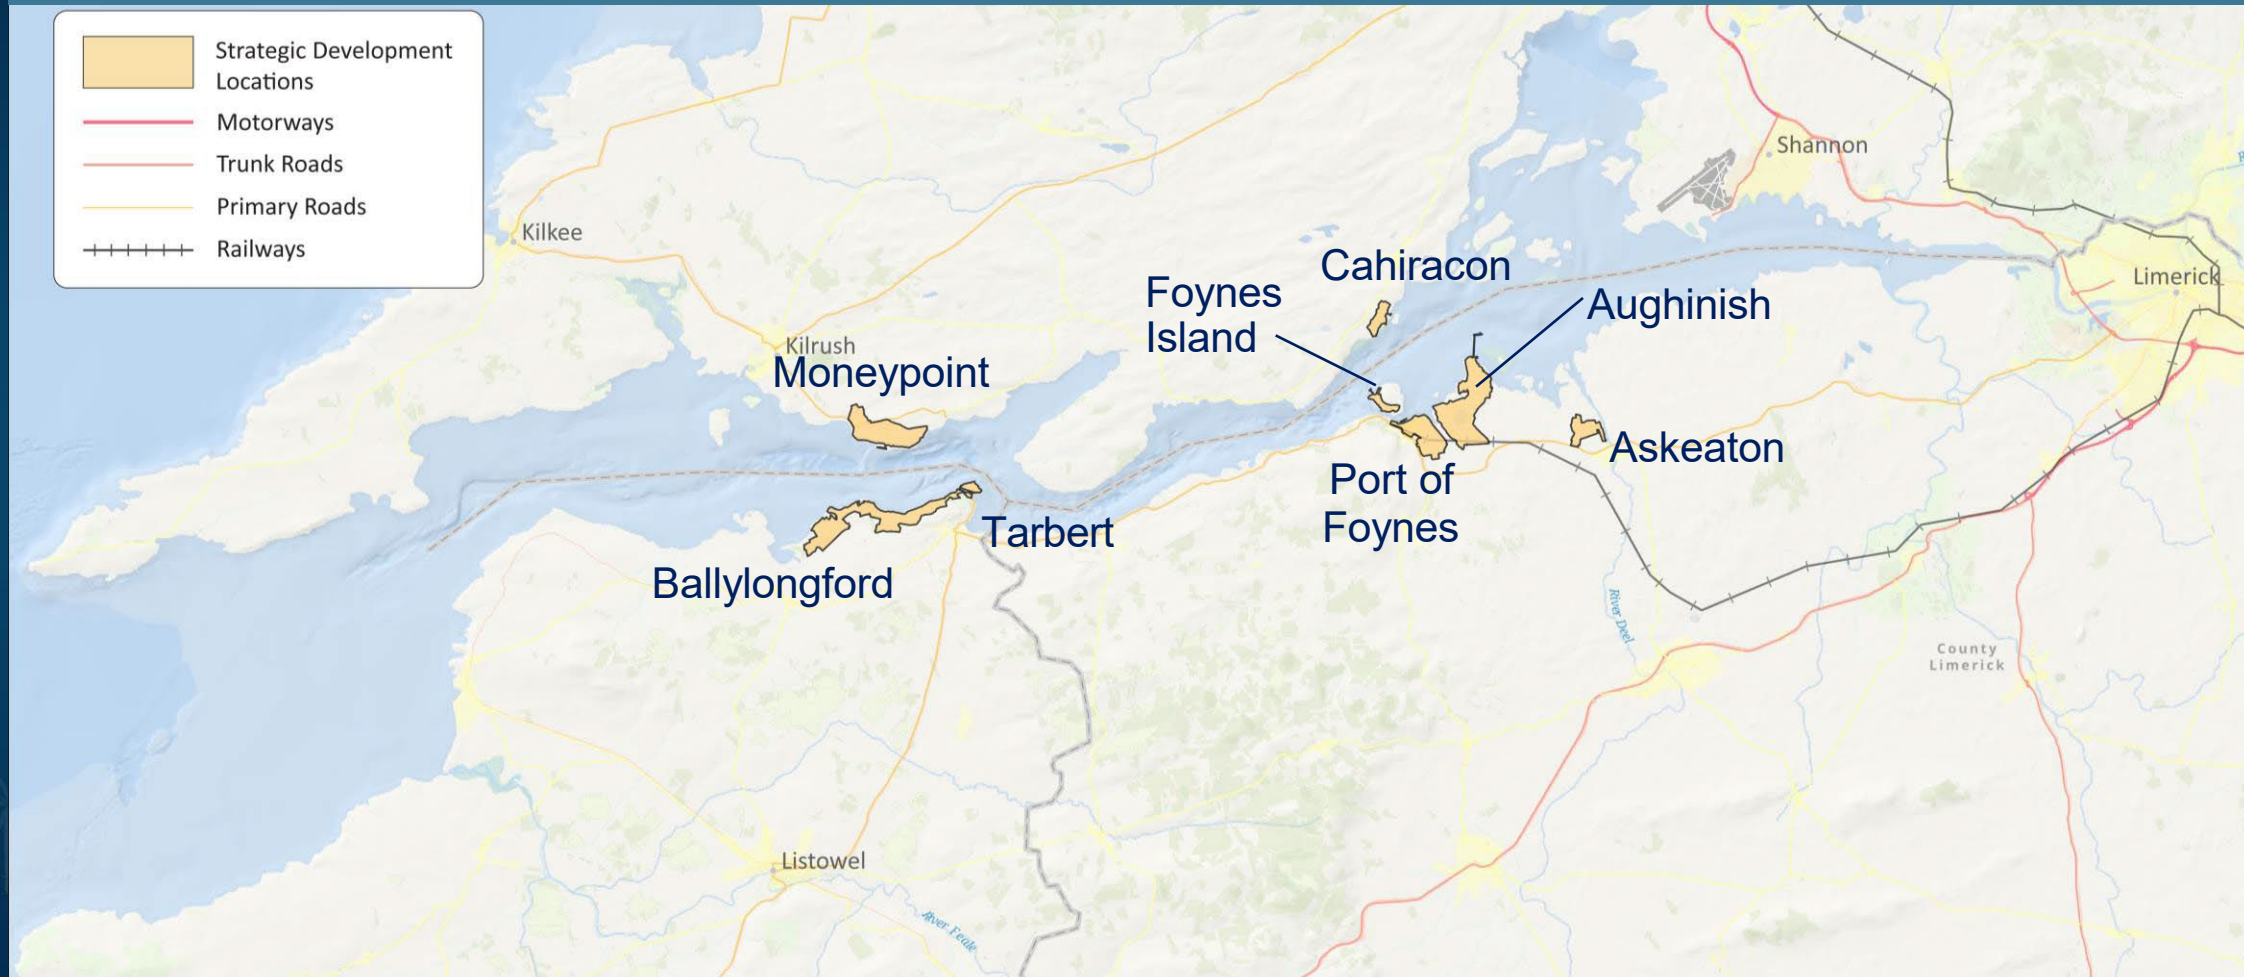 Strategic Development
Locations
Motorways
Trunk Roads
Primary Roads
Railways
Kilkee
Kilrush
Moneypoint
Ballylongford
Tarbert
Foynes
Island
Cahiracon
Aughinish
Port of
Foynes
Askeaton
Shannon
Limerick
River Deel
County
Limerick
Listowel
River Feale